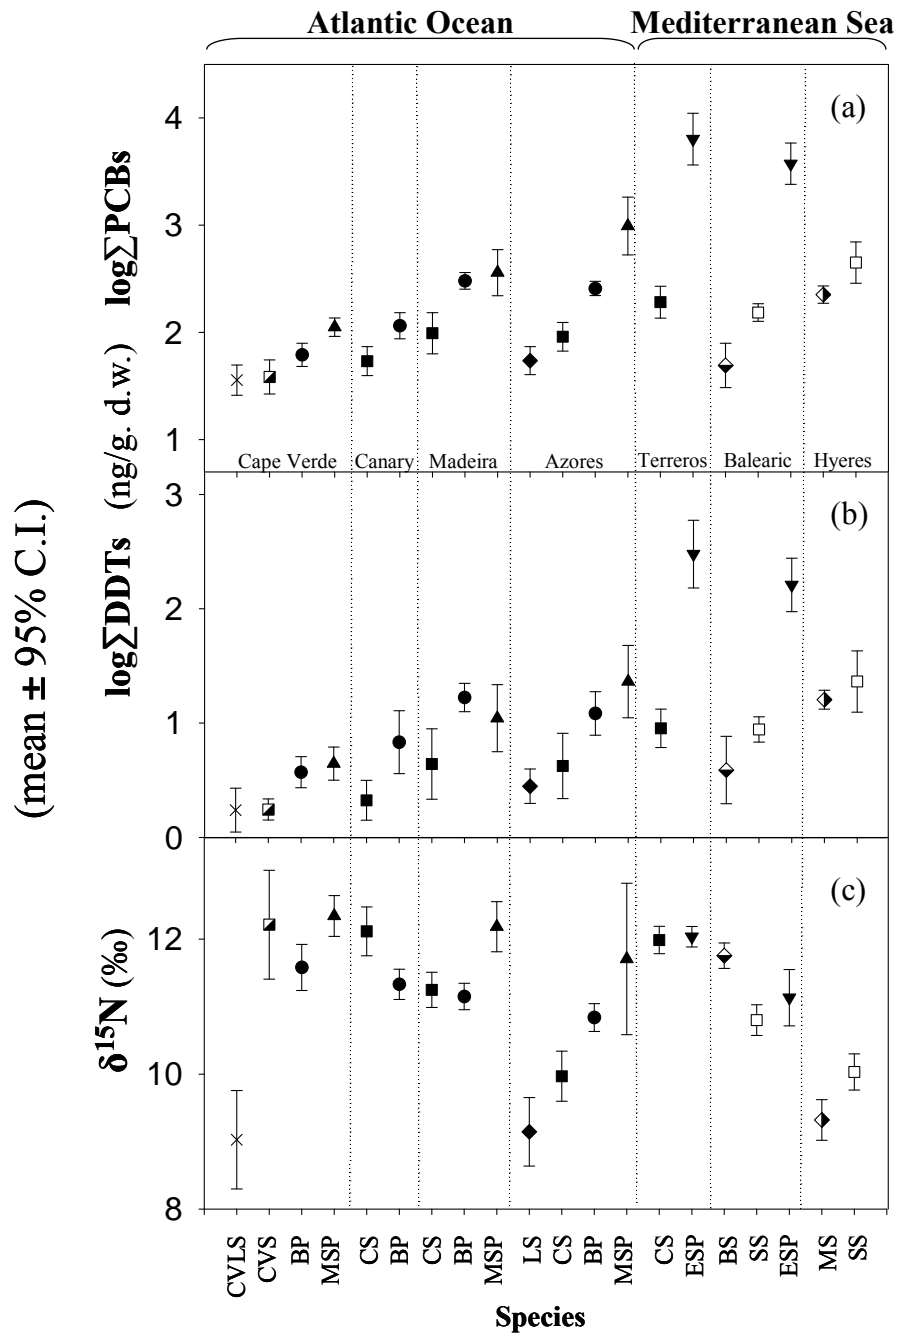 Atlantic Ocean Mediterranean Sea
(a)
4
3
2
1
log∑PCBs
Cape Verde Canary Madeira Azores Terreros Balearic Hyeres
(ng/g. d.w.)
(mean ± 95% C.I.)
(b)
3
2
1
0
log∑DDTs
(c)
12
10
8
δ¹⁵N (‰)
CVLS CVS BP MSP CS BP CS BP MSP LS CS BP MSP CS ESP BS SS ESP MS SS
Species